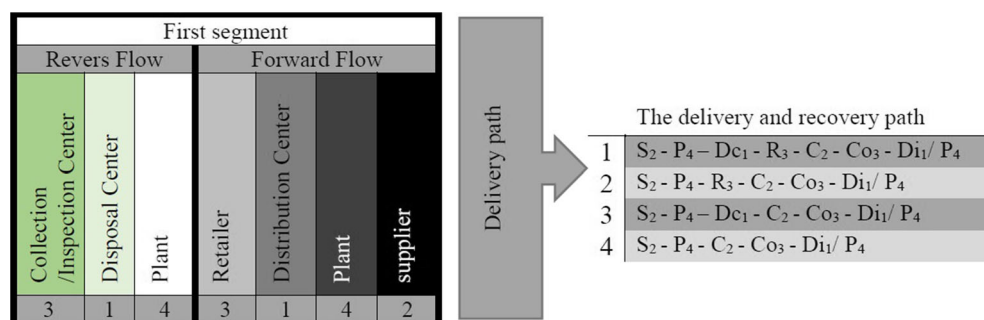 First segment
Revers Flow
Forward Flow
Collection
/Inspection Center
Disposal Center
Plant
Retailer
Distribution Center
Plant
supplier
3
1
4
3
1
4
2
Delivery path
The delivery and recovery path
1 S₂ - P₄ – Dc₁ - R₃ - C₂ - Co₃ - Di₁/ P₄
2 S₂ - P₄ - R₃ - C₂ - Co₃ - Di₁/ P₄
3 S₂ - P₄ – Dc₁ - C₂ - Co₃ - Di₁/ P₄
4 S₂ - P₄ - C₂ - Co₃ - Di₁/ P₄